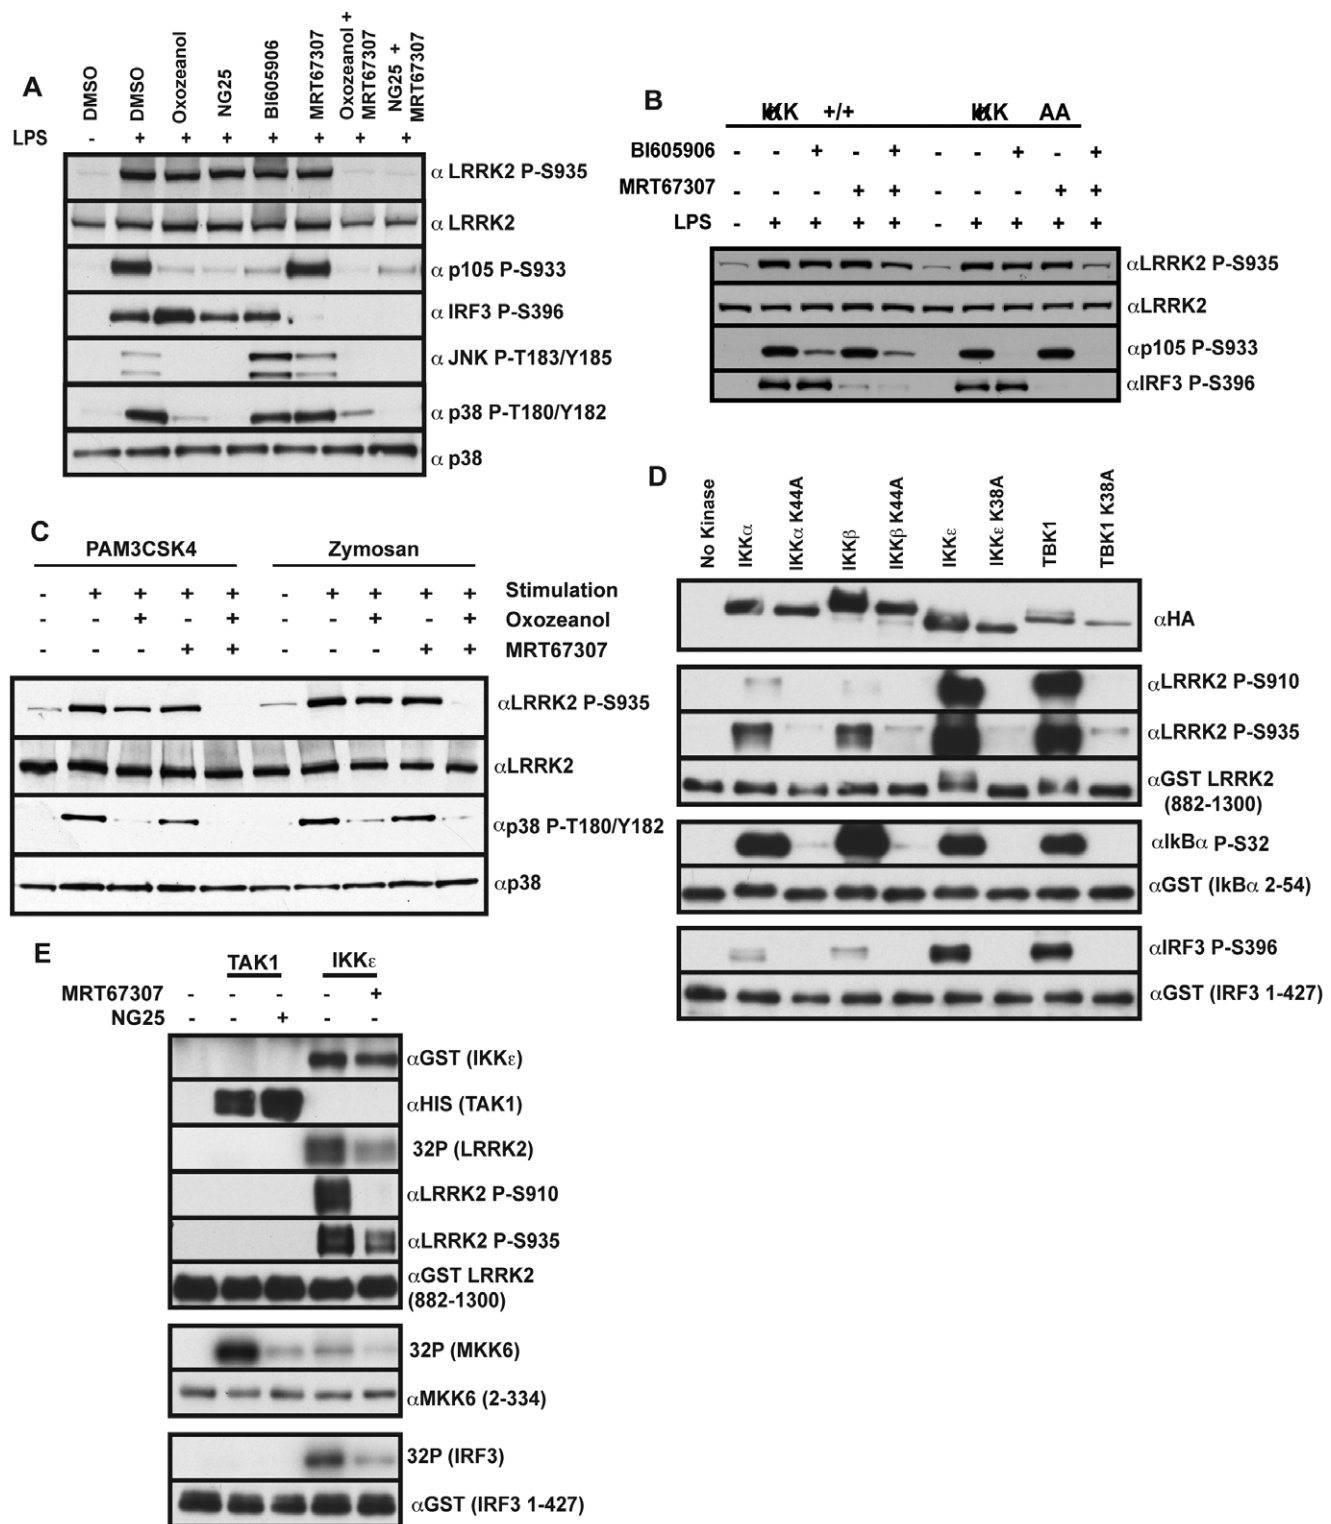 A
DMSO
DMSO
Oxozeanol
NG25
BI605906
MRT67307
Oxozeanol +
MRT67307
NG25 +
MRT67307
LPS - + + + + + + +
α LRRK2 P-S935
α LRRK2
α p105 P-S933
α IRF3 P-S396
α JNK P-T183/Y185
α p38 P-T180/Y182
α p38
B
+/+ AA
BI605906 - - + - + - - + - +
MRT67307 - - - + + - - - + +
LPS - + + + + - + + + +
αLRRK2 P-S935
αLRRK2
αp105 P-S933
αIRF3 P-S396
C
PAM3CSK4 Zymosan
- + + + + - + + + + Stimulation
- - + - + - - + - + Oxozeanol
- - - + + - - - + + MRT67307
αLRRK2 P-S935
αLRRK2
αp38 P-T180/Y182
αp38
D
No Kinase
IKKα
IKKα K44A
IKKβ
IKKβ K44A
IKKε
IKKε K38A
TBK1
TBK1 K38A
αHA
αLRRK2 P-S910
αLRRK2 P-S935
αGST LRRK2
(882-1300)
αIkBα P-S32
αGST (IkBα 2-54)
αIRF3 P-S396
αGST (IRF3 1-427)
E
TAK1 IKKε
MRT67307 - - - - +
NG25 - - + - -
αGST (IKKε)
αHIS (TAK1)
32P (LRRK2)
αLRRK2 P-S910
αLRRK2 P-S935
αGST LRRK2
(882-1300)
32P (MKK6)
αMKK6 (2-334)
32P (IRF3)
αGST (IRF3 1-427)